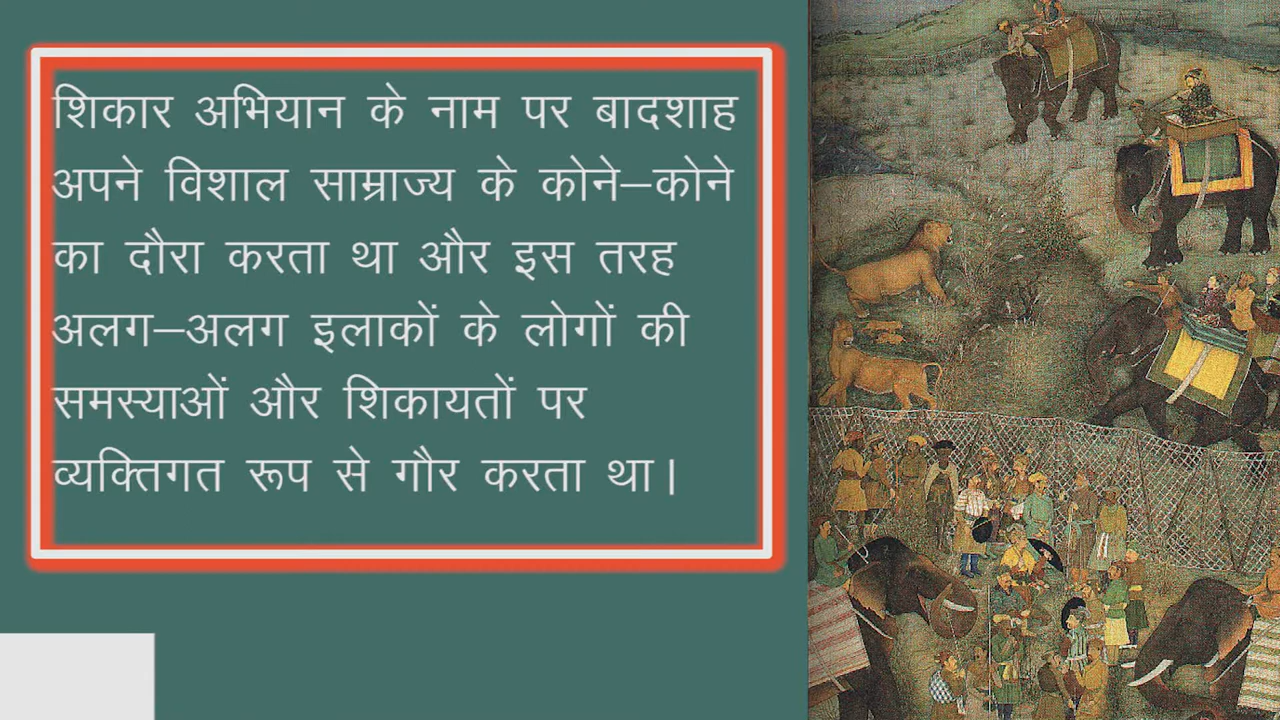 शिकार अभियान के नाम पर बादशाह
अपने विशाल साम्राज्य के कोने–कोने
का दौरा करता था और इस तरह
अलग–अलग इलाकों के लोगों की
समस्याओं और शिकायतों पर
व्यक्तिगत रूप से गौर करता था।